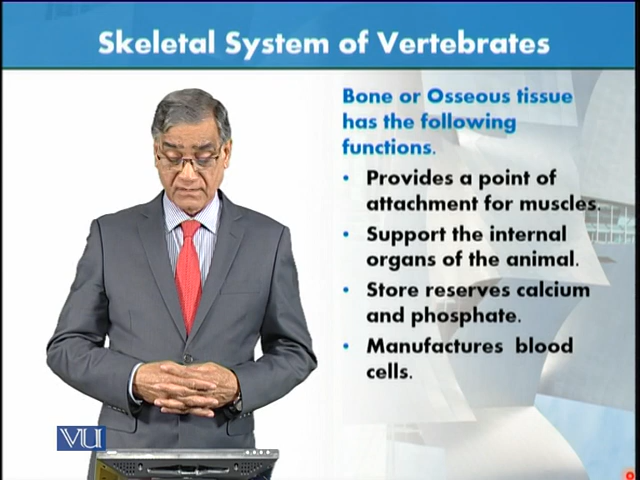 Skeletal System of Vertebrates
Bone or Osseous tissue
has the following
functions.
• Provides a point of
attachment for muscles.
• Support the internal
organs of the animal.
• Store reserves calcium
and phosphate.
• Manufactures blood
cells.
VU